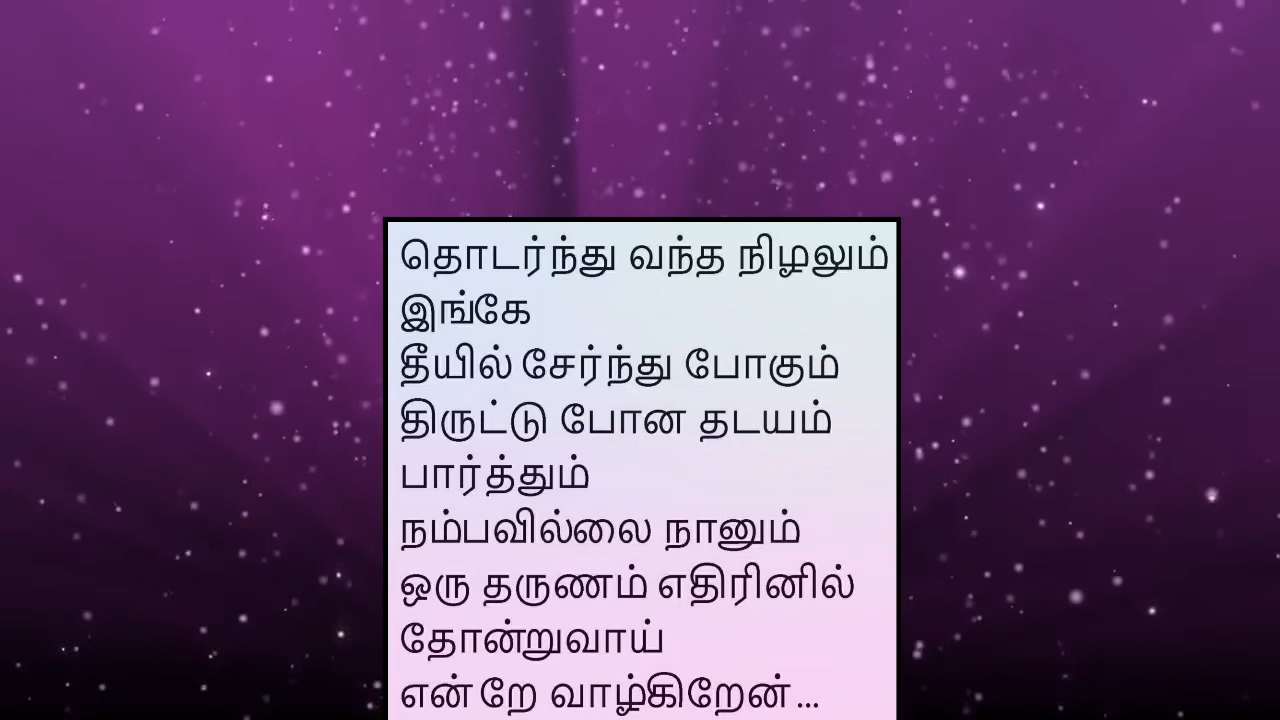 தொடர்ந்து வந்த நிழலும்
இங்கே
தீயில் சேர்ந்து போகும்
திருட்டு போன தடயம்
பார்த்தும்
நம்பவில்லை நானும்
ஒரு தருணம் எதிரினில்
தோன்றுவாய்
என்றே வாழ்கிறேன்...